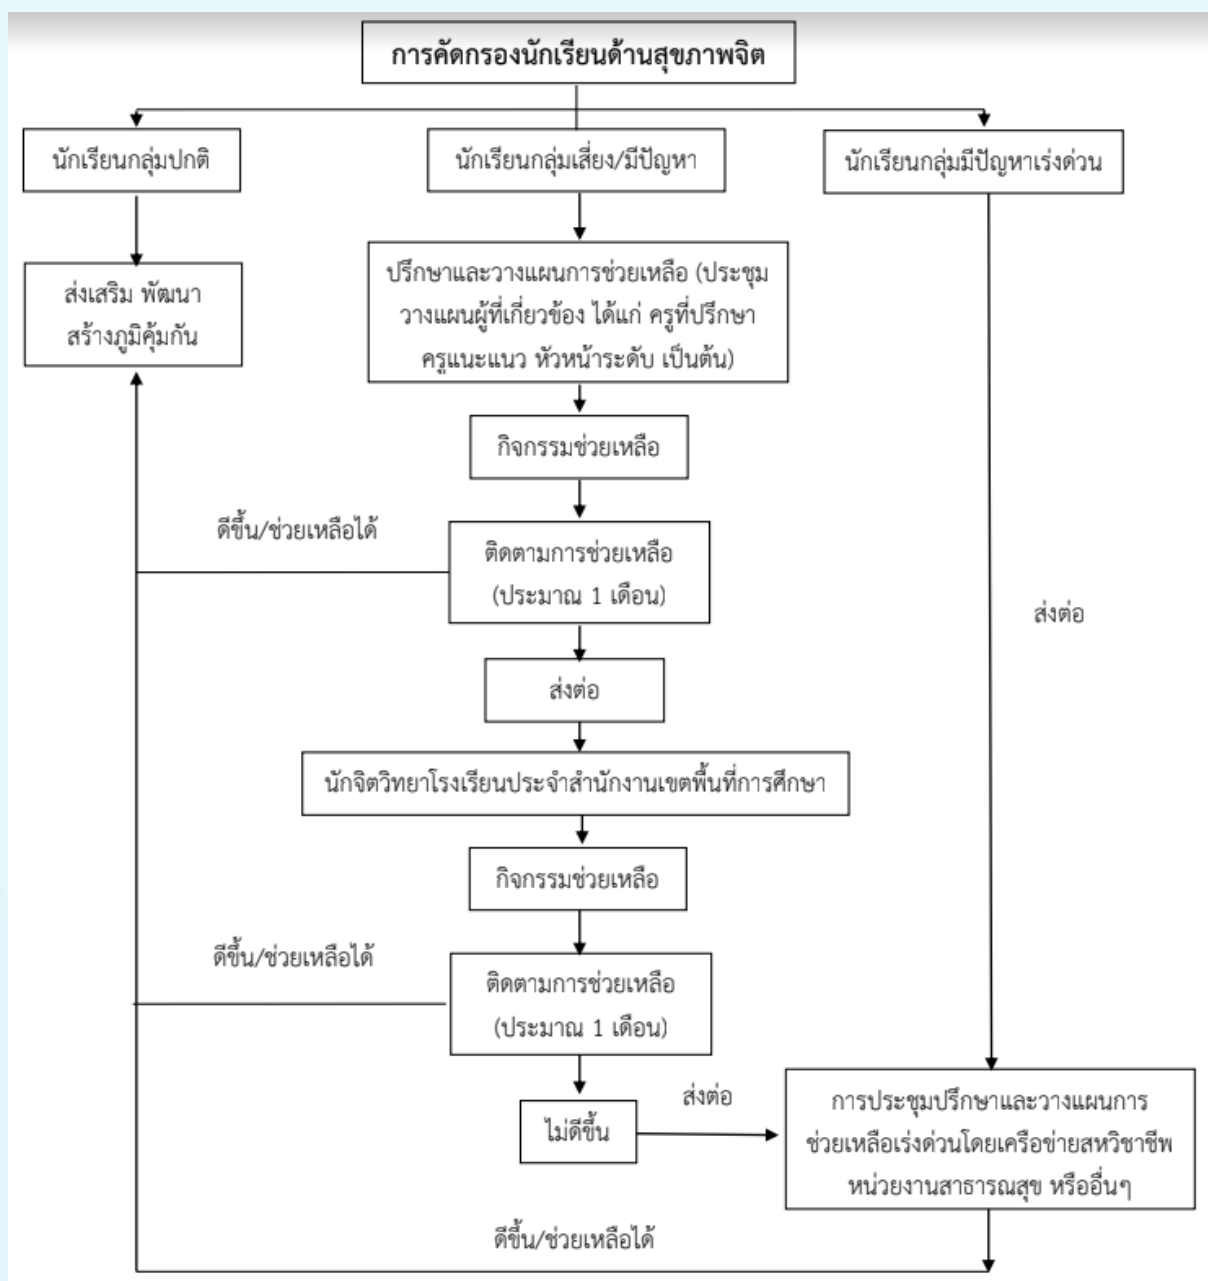 การคัดกรองนักเรียนด้านสุขภาพจิต
นักเรียนกลุ่มปกติ
นักเรียนกลุ่มเสี่ยง/มีปัญหา
นักเรียนกลุ่มมีปัญหาเร่งด่วน
ส่งเสริม พัฒนา
สร้างภูมิคุ้มกัน
ปรึกษาและวางแผนการช่วยเหลือ (ประชุม
วางแผนผู้ที่เกี่ยวข้อง ได้แก่ ครูที่ปรึกษา
ครูแนะแนว หัวหน้าระดับ เป็นต้น)
กิจกรรมช่วยเหลือ
ดีขึ้น/ช่วยเหลือได้
ติดตามการช่วยเหลือ
(ประมาณ 1 เดือน)
ส่งต่อ
ส่งต่อ
นักจิตวิทยาโรงเรียนประจำสำนักงานเขตพื้นที่การศึกษา
กิจกรรมช่วยเหลือ
ดีขึ้น/ช่วยเหลือได้
ติดตามการช่วยเหลือ
(ประมาณ 1 เดือน)
ไม่ดีขึ้น
ส่งต่อ
การประชุมปรึกษาและวางแผนการ
ช่วยเหลือเร่งด่วนโดยเครือข่ายสหวิชาชีพ
หน่วยงานสาธารณสุข หรืออื่นๆ
ดีขึ้น/ช่วยเหลือได้